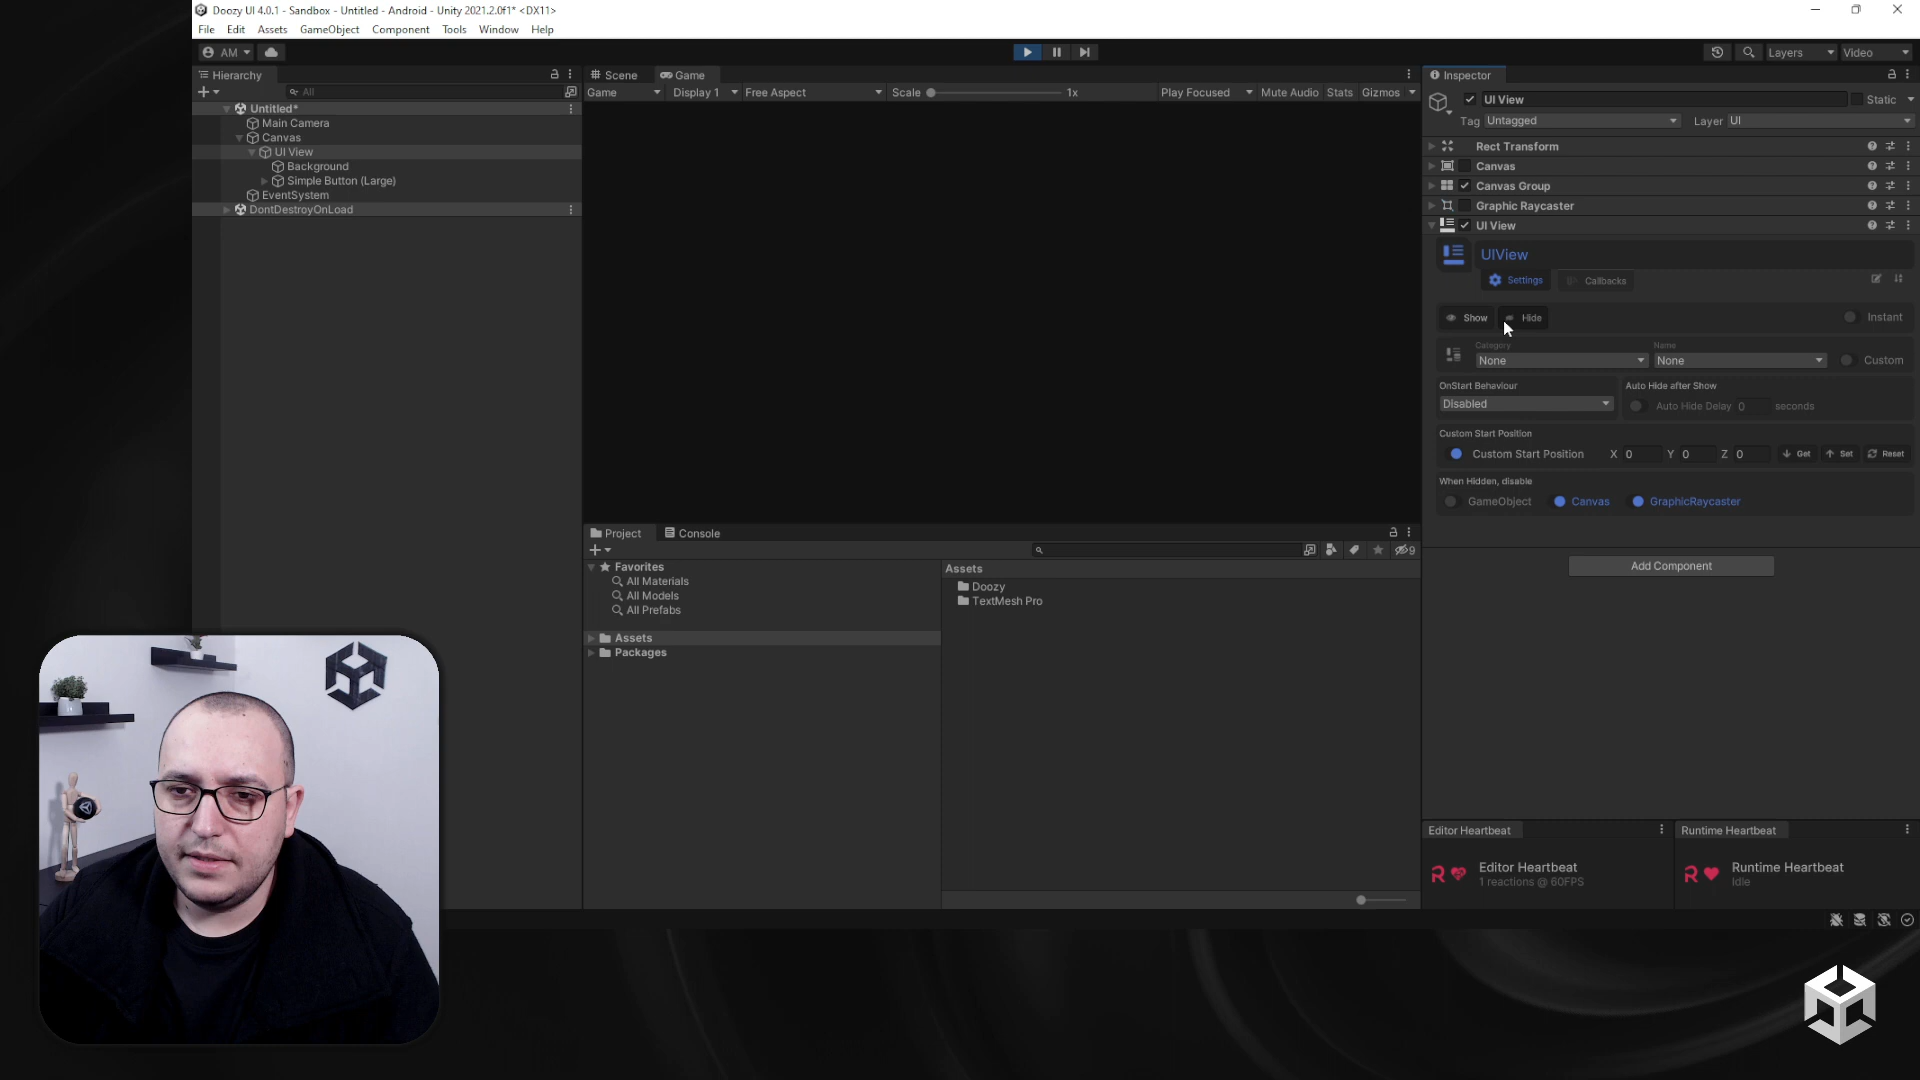 Doozy UI 4.0.1 - Sandbox - Untitled - Android - Unity 2021.2.0f1* <DX11>
File Edit Assets GameObject Component Tools Window Help
AM Layers Video
Hierarchy Scene Game Inspector
All
Game Display 1 Free Aspect Scale 1x Play Focused Mute Audio Stats Gizmos
UI View Static
Tag Untagged Layer UI
Untitled*
Main Camera
Canvas
UI View
Background
Simple Button (Large)
EventSystem
DontDestroyOnLoad
Rect Transform
Canvas
Canvas Group
Graphic Raycaster
UI View
UIView
Settings Callbacks
Show Hide Instant
Category Name
None None Custom
OnStart Behaviour Auto Hide after Show
Disabled Auto Hide Delay 0 seconds
Custom Start Position
Custom Start Position X 0 Y 0 Z 0 Get Set Reset
When Hidden, disable
GameObject Canvas GraphicRaycaster
Add Component
Project Console
9
Favorites
All Materials
All Models
All Prefabs
Assets
Packages
Assets
Doozy
TextMesh Pro
Editor Heartbeat Runtime Heartbeat
Editor Heartbeat
1 reactions @ 60FPS
Runtime Heartbeat
Idle